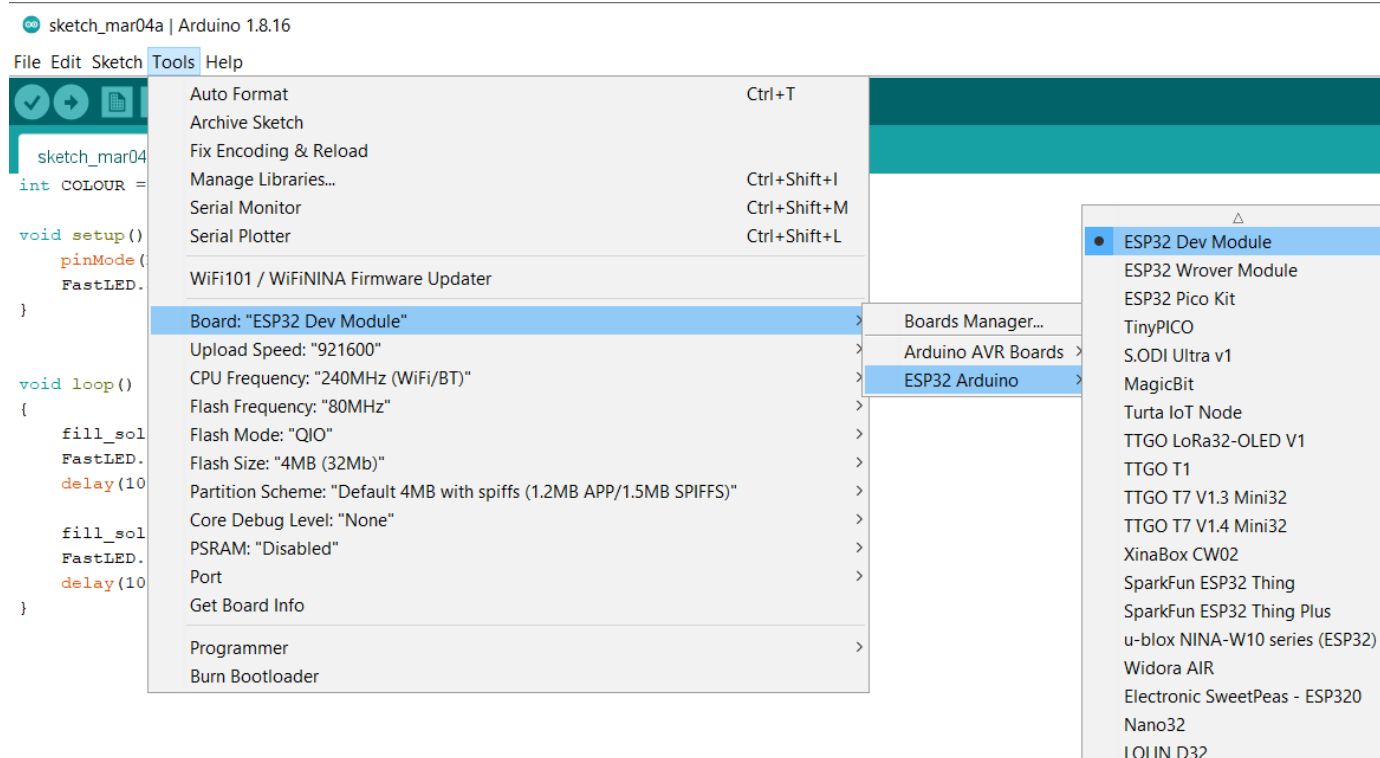 sketch_mar04a | Arduino 1.8.16
File Edit Sketch Tools Help
sketch_mar04
int COLOUR =
void setup()
pinMode(
FastLED.
}
void loop()
{
fill_sol
FastLED.
delay(10
fill_sol
FastLED.
delay(10
}
Auto Format Ctrl+T
Archive Sketch
Fix Encoding & Reload
Manage Libraries... Ctrl+Shift+I
Serial Monitor Ctrl+Shift+M
Serial Plotter Ctrl+Shift+L
WiFi101 / WiFiNINA Firmware Updater
Board: "ESP32 Dev Module"
Upload Speed: "921600"
CPU Frequency: "240MHz (WiFi/BT)"
Flash Frequency: "80MHz"
Flash Mode: "QIO"
Flash Size: "4MB (32Mb)"
Partition Scheme: "Default 4MB with spiffs (1.2MB APP/1.5MB SPIFFS)"
Core Debug Level: "None"
PSRAM: "Disabled"
Port
Get Board Info
Programmer
Burn Bootloader
Boards Manager...
Arduino AVR Boards
ESP32 Arduino
ESP32 Dev Module
ESP32 Wrover Module
ESP32 Pico Kit
TinyPICO
S.ODI Ultra v1
MagicBit
Turta IoT Node
TTGO LoRa32-OLED V1
TTGO T1
TTGO T7 V1.3 Mini32
TTGO T7 V1.4 Mini32
XinaBox CW02
SparkFun ESP32 Thing
SparkFun ESP32 Thing Plus
u-blox NINA-W10 series (ESP32)
Widora AIR
Electronic SweetPeas - ESP320
Nano32
LOLIN D32